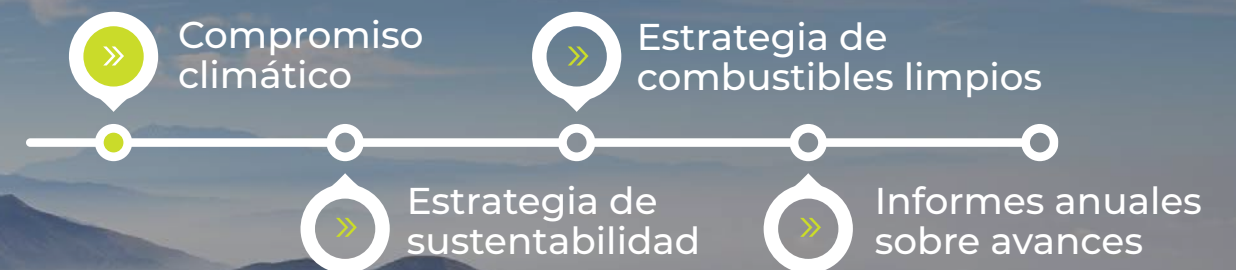 Compromiso
climático
Estrategia de
sustentabilidad
Estrategia de
combustibles limpios
Informes anuales
sobre avances